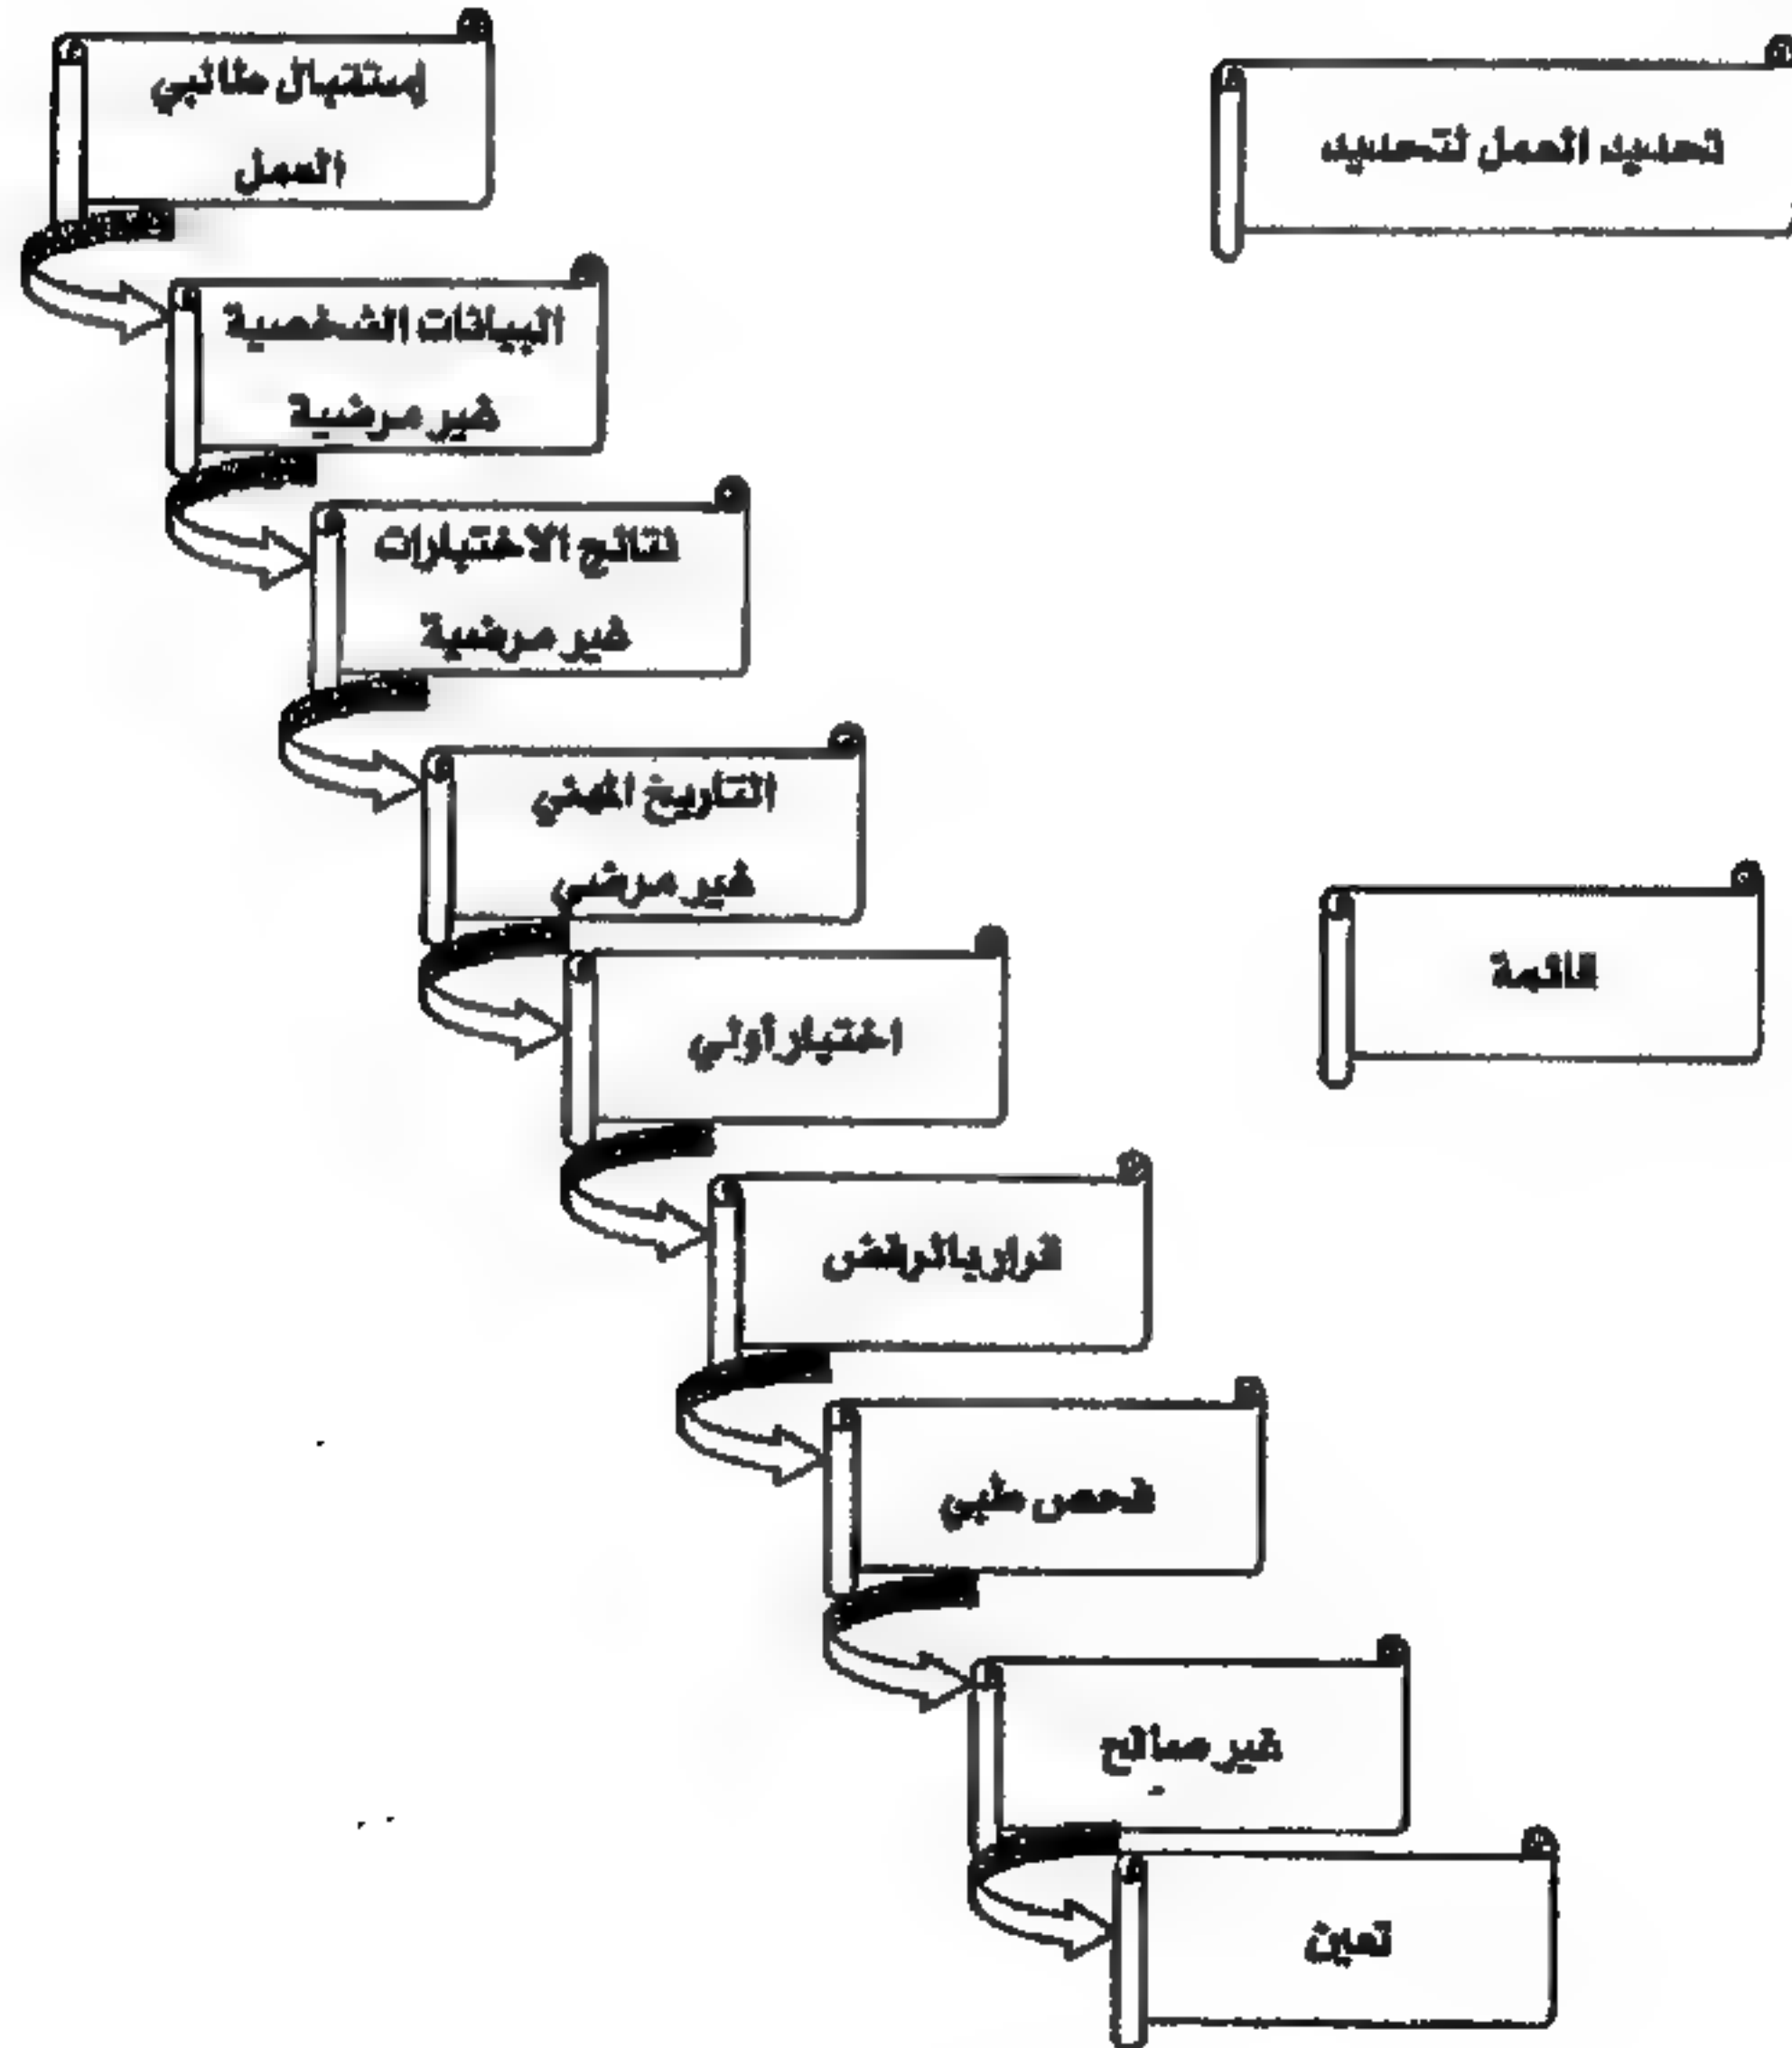 إستقبال طالبي
العمل
تحديد العمل لتحديد
البيانات الشخصية
غير مرضية
نتائج الاختبارات
غير مرضية
التاريخ المهني
غير مرضي
قائمة
اختبار أولي
قرار بالرفض
فحص طبي
غير صالح
تعين